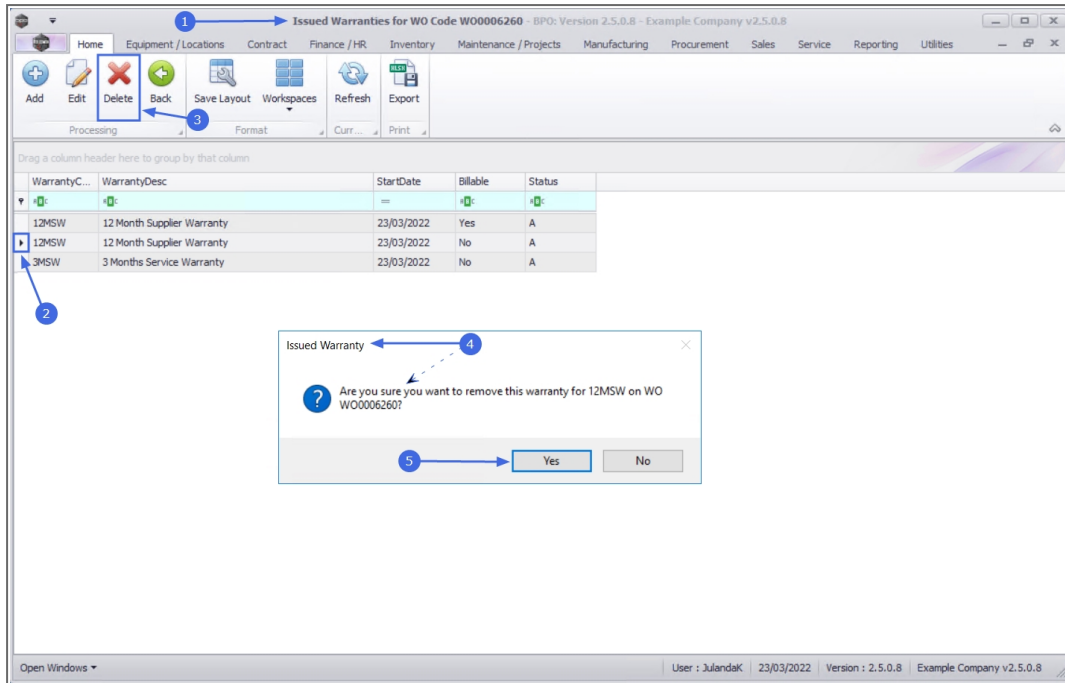 1
Issued Warranties for WO Code WO0006260 - BPO: Version 2.5.0.8 - Example Company v2.5.0.8
Home Equipment / Locations Contract Finance / HR Inventory Maintenance / Projects Manufacturing Procurement Sales Service Reporting Utilities
Add Edit Delete Back Save Layout Workspaces Refresh Export
3
Processing Format Curr... Print
Drag a column header here to group by that column
WarrantyC... WarrantyDesc StartDate Billable Status
12MSW 12 Month Supplier Warranty 23/03/2022 Yes A
12MSW 12 Month Supplier Warranty 23/03/2022 No A
3MSW 3 Months Service Warranty 23/03/2022 No A
2
Issued Warranty
4
Are you sure you want to remove this warranty for 12MSW on WO
WO0006260?
5
Yes No
Open Windows User : JulandaK 23/03/2022 Version : 2.5.0.8 Example Company v2.5.0.8